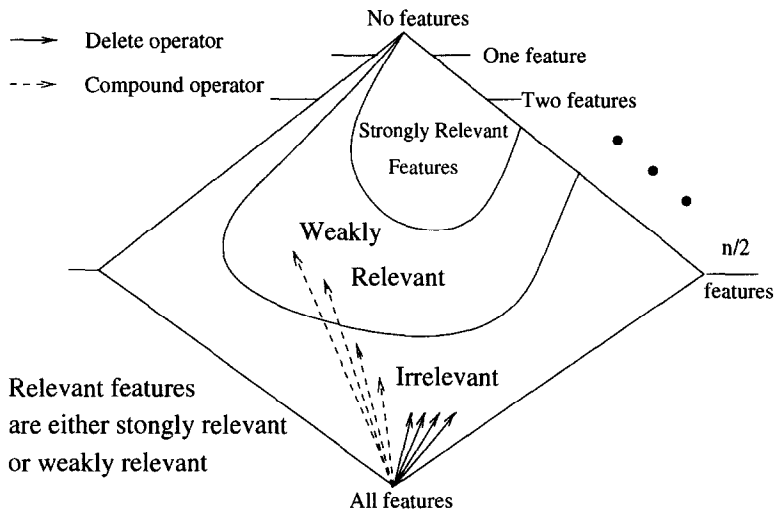 No features
Delete operator
One feature
Compound operator
Two features
Strongly Relevant
Features
Weakly
Relevant
n/2
features
Irrelevant
Relevant features
are either stongly relevant
or weakly relevant
All features